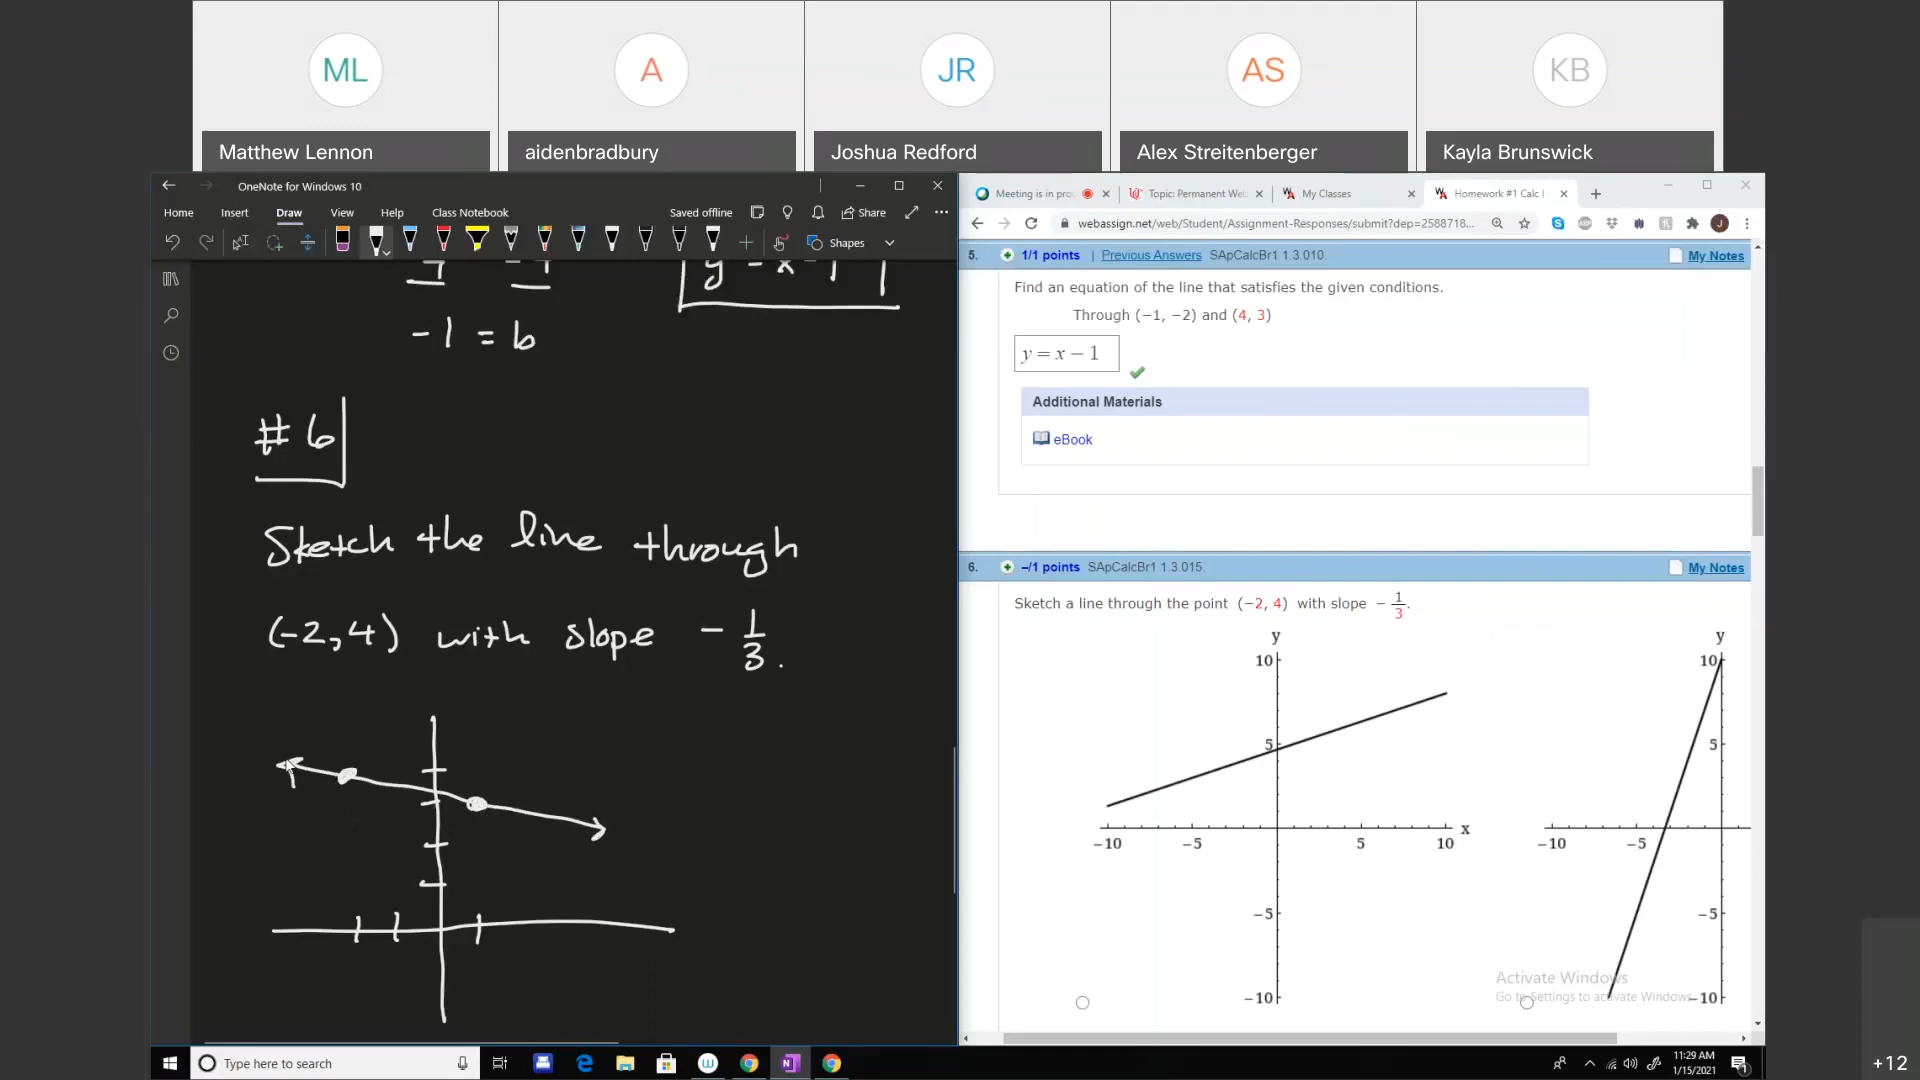 ML
A
JR
AS
KB
Matthew Lennon
aidenbradbury
Joshua Redford
Alex Streitenberger
Kayla Brunswick
OneNote for Windows 10
Home Insert Draw View Help Class Notebook Saved offline Share
Shapes
y = x - 1
-1 = b
# 6
Sketch the line through
(-2,4) with slope - 1/3.
Meeting is in pro
Topic: Permanent Web
My Classes
Homework #1 Calc I
webassign.net/web/Student/Assignment-Responses/submit?dep=2588718...
5. 1/1 points | Previous Answers SApCalcBr1 1.3.010. My Notes
Find an equation of the line that satisfies the given conditions.
Through (−1, −2) and (4, 3)
y = x − 1
Additional Materials
eBook
6. –/1 points SApCalcBr1 1.3.015. My Notes
Sketch a line through the point (−2, 4) with slope − 1/3.
y
10
5
−10 −5 5 10 x
−5
−10
y
10
5
−10 −5
−5
−10
Activate Windows
Go to Settings to activate Windows.
Type here to search
11:29 AM
1/15/2021
+12